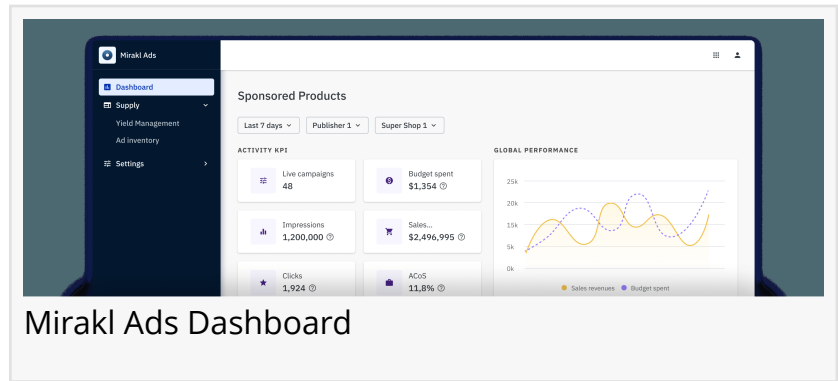 Mirakl Ads
Dashboard
Supply
Yield Management
Ad inventory
Settings
Sponsored Products
Last 7 days
Publisher 1
Super Shop 1
ACTIVITY KPI
Live campaigns
48
Budget spent
$1,354
Impressions
1,200,000
Sales...
$2,496,995
Clicks
1,924
ACoS
11,8%
GLOBAL PERFORMANCE
25k
20k
15k
5k
0k
Sales revenues
Budget spent
Mirakl Ads Dashboard